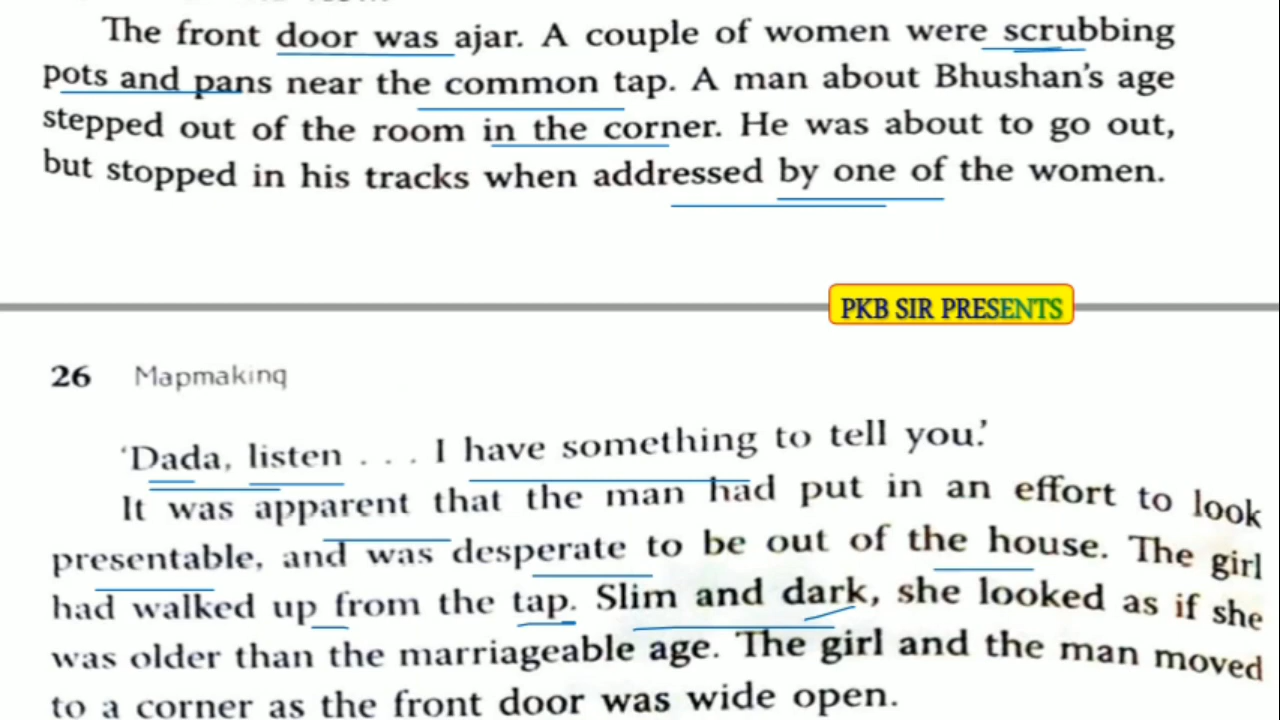 The front door was ajar. A couple of women were scrubbing
pots and pans near the common tap. A man about Bhushan's age
stepped out of the room in the corner. He was about to go out,
but stopped in his tracks when addressed by one of the women.
PKB SIR PRESENTS
26 Mapmaking
'Dada, listen . . . I have something to tell you.'
It was apparent that the man had put in an effort to look
presentable, and was desperate to be out of the house. The girl
had walked up from the tap. Slim and dark, she looked as if she
was older than the marriageable age. The girl and the man moved
to a corner as the front door was wide open.